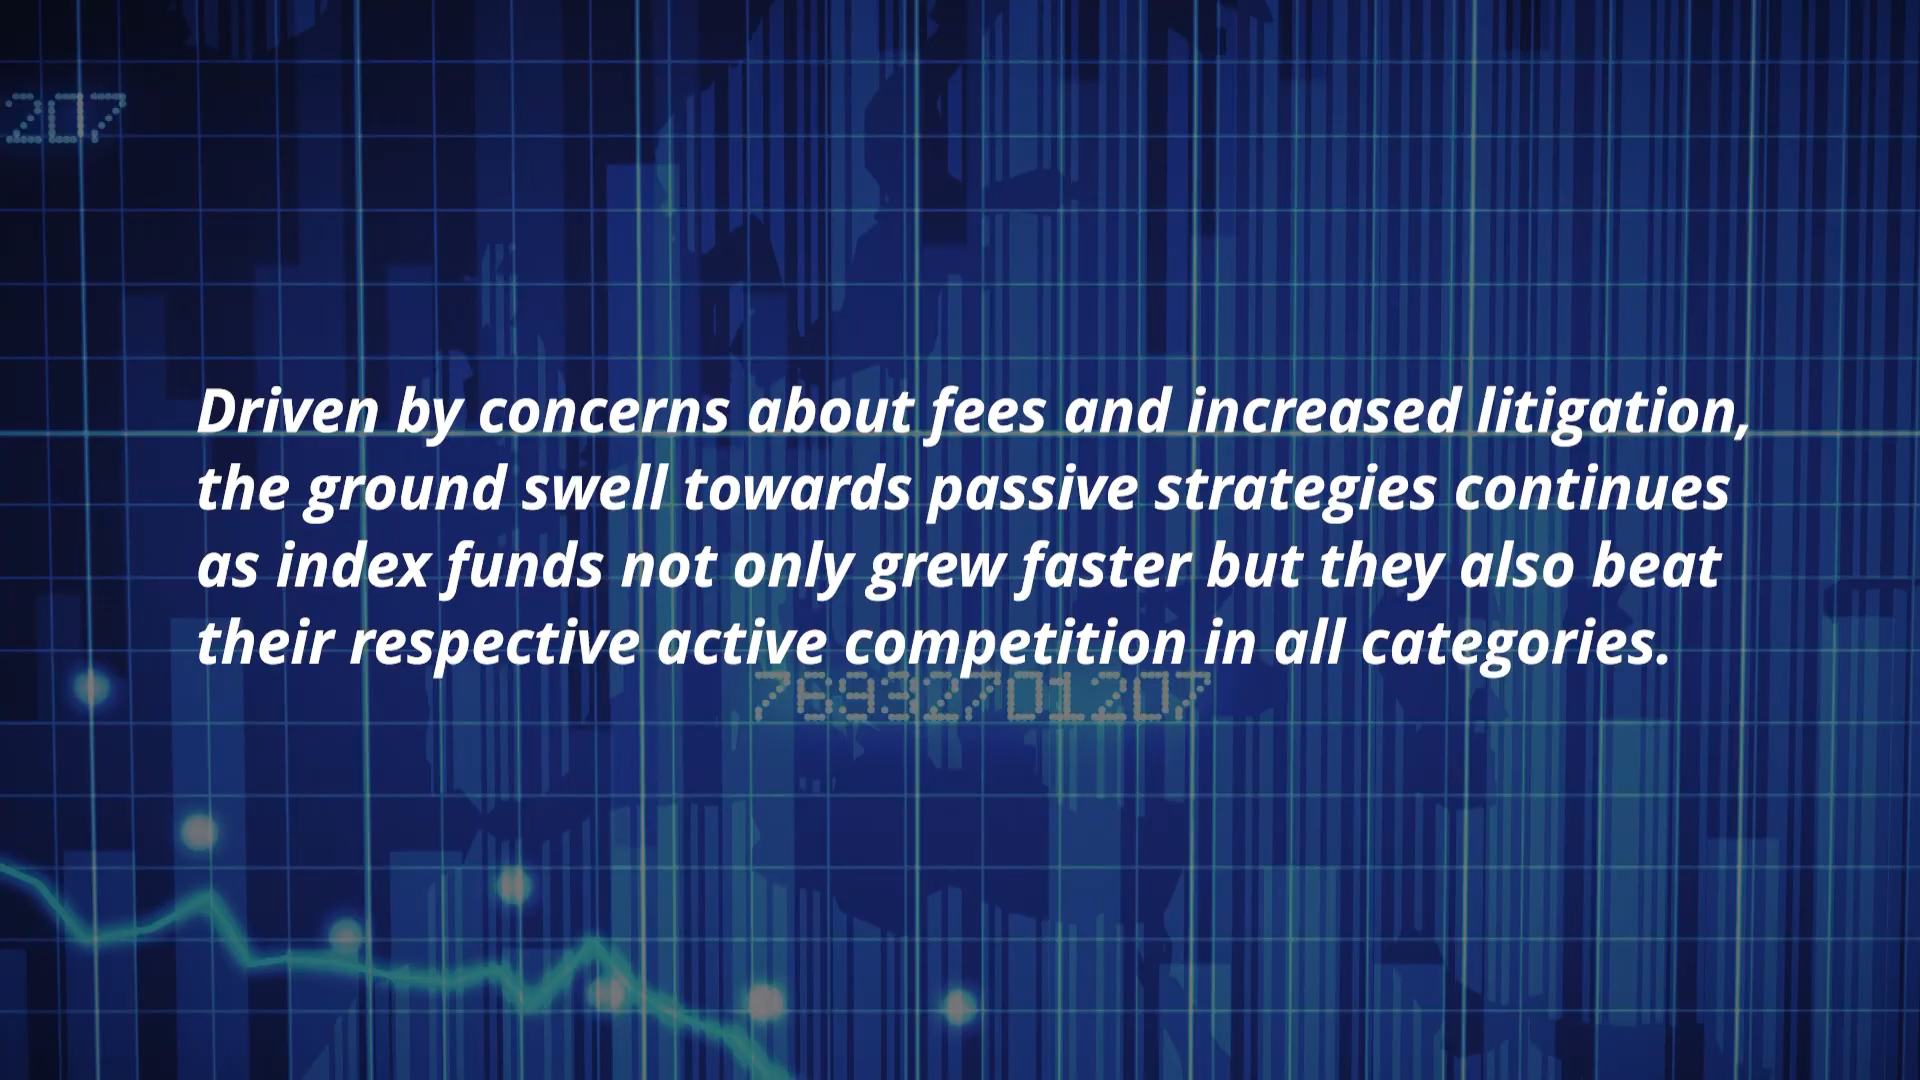 207
Driven by concerns about fees and increased litigation,
the ground swell towards passive strategies continues
as index funds not only grew faster but they also beat
their respective active competition in all categories.
76932701207